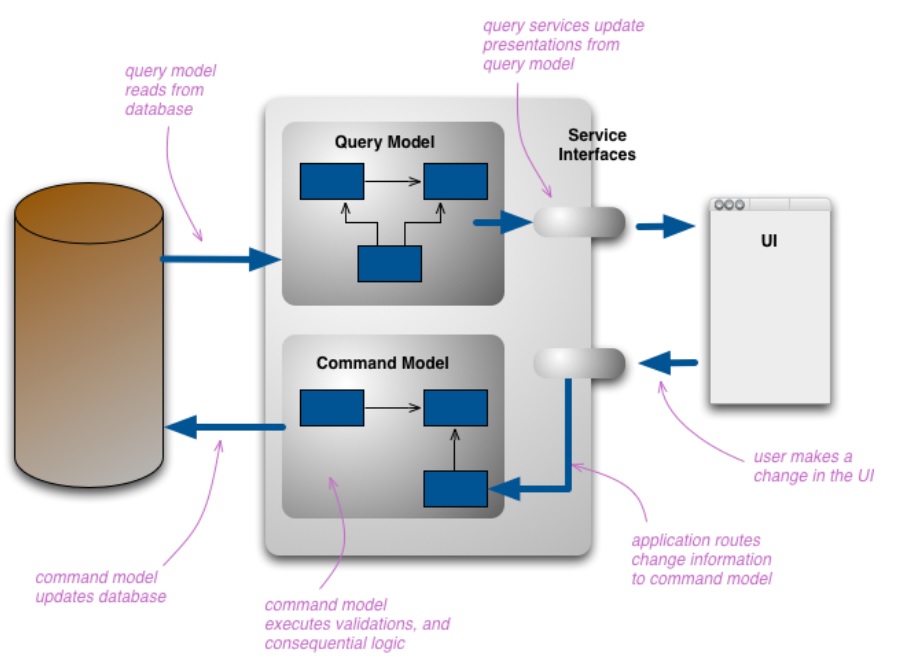 query services update
presentations from
query model
query model
reads from
database
Query Model
Service
Interfaces
UI
Command Model
user makes a
change in the UI
application routes
change information
to command model
command model
updates database
command model
executes validations, and
consequential logic